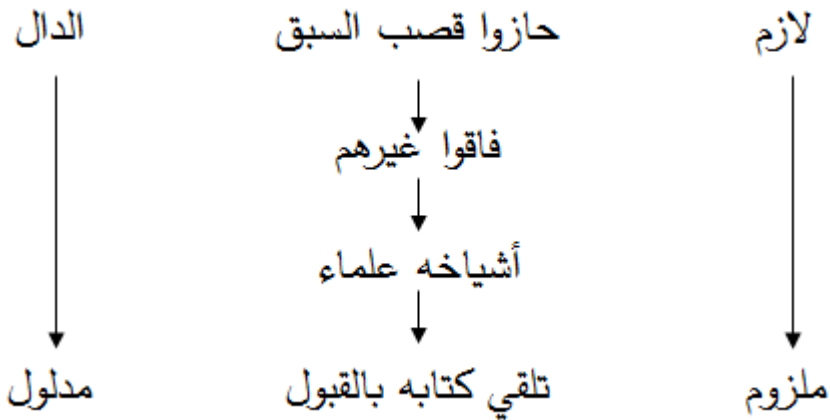 لازم حازوا قصب السبق الدال
فاقوا غيرهم
أشياخه علماء
ملزوم تلقي كتابه بالقبول مدلول